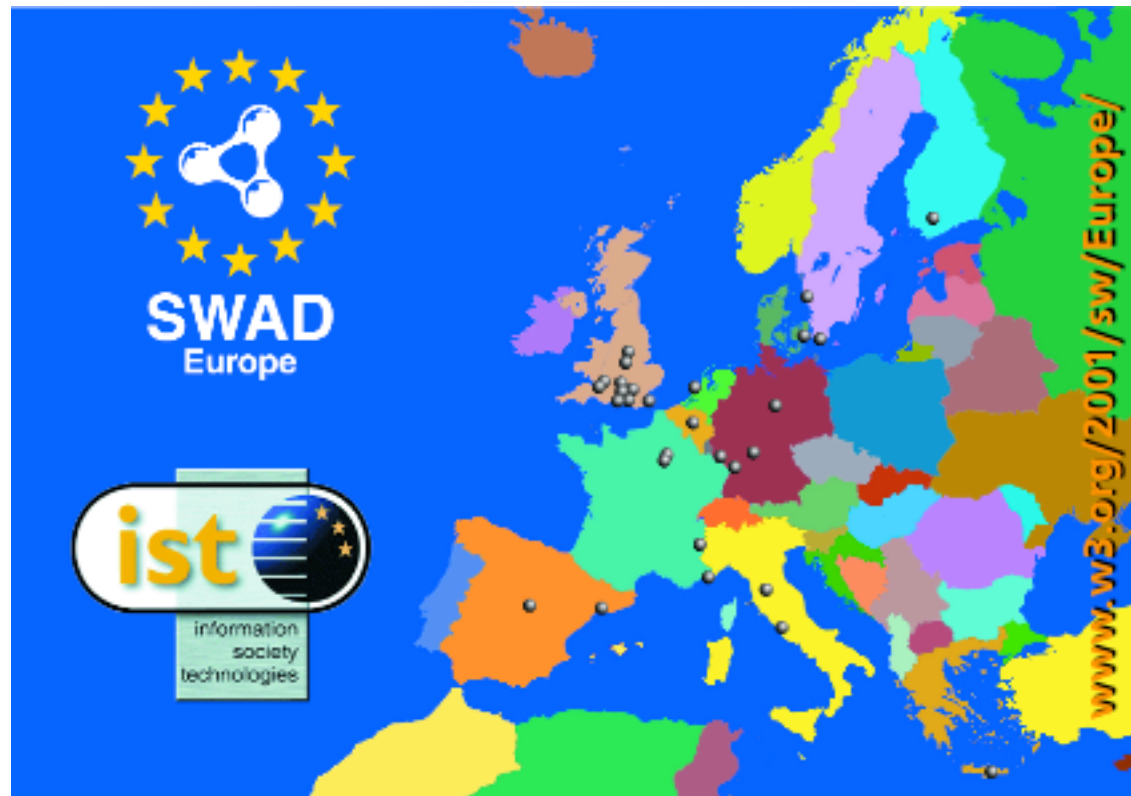 SWAD
Europe
ist
information
society
technologies
www.w3.org/2001/sw/Europe/